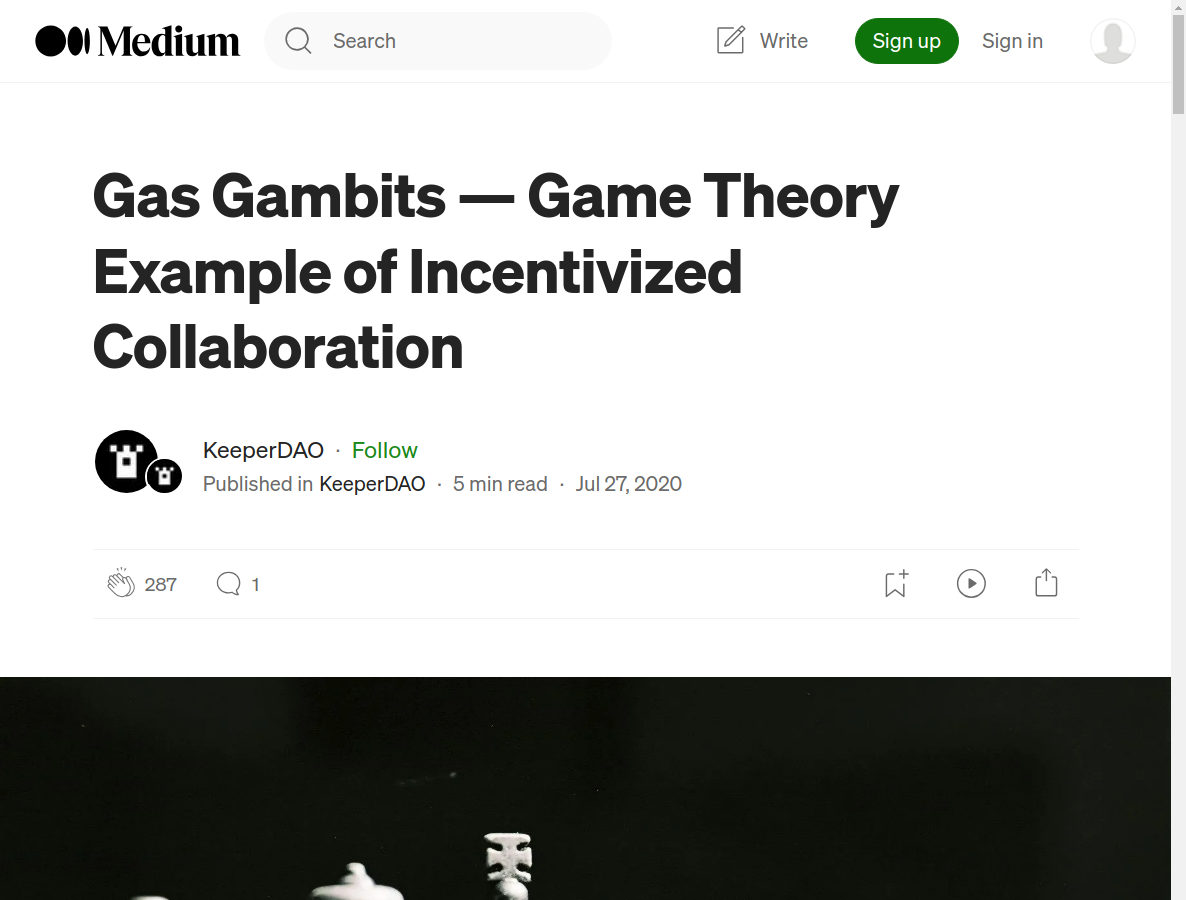 Medium
Search
Write
Sign up
Sign in
Gas Gambits — Game Theory
Example of Incentivized
Collaboration
KeeperDAO · Follow
Published in KeeperDAO · 5 min read · Jul 27, 2020
287
1